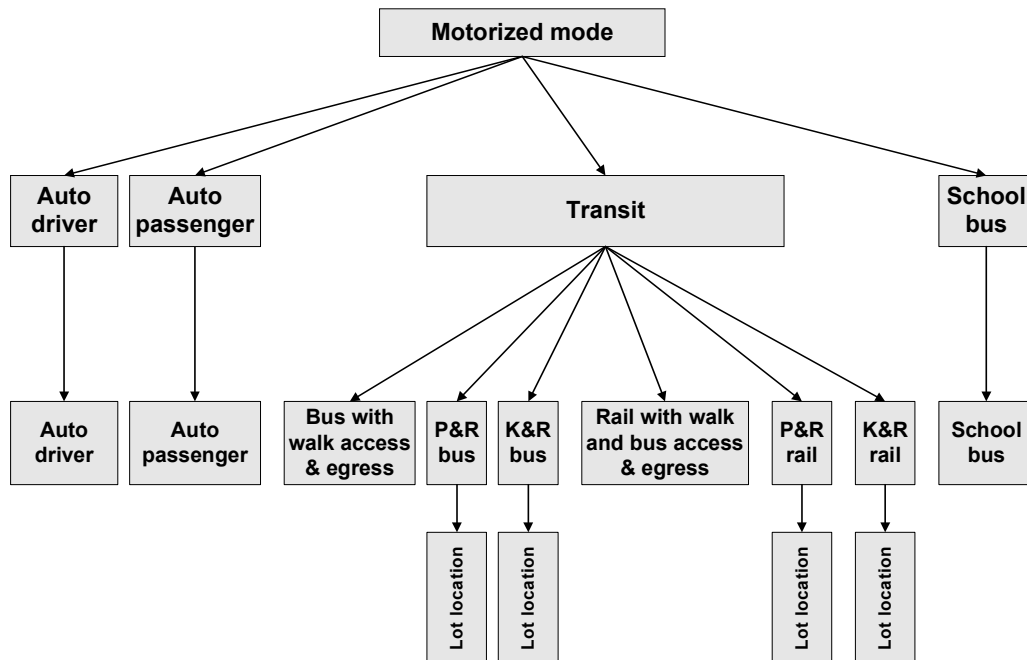 Motorized mode
Auto
driver
Auto
passenger
Transit
School
bus
Auto
driver
Auto
passenger
Bus with
walk access
& egress
P&R
bus
K&R
bus
Rail with walk
and bus access
& egress
P&R
rail
K&R
rail
School
bus
Lot location
Lot location
Lot location
Lot location